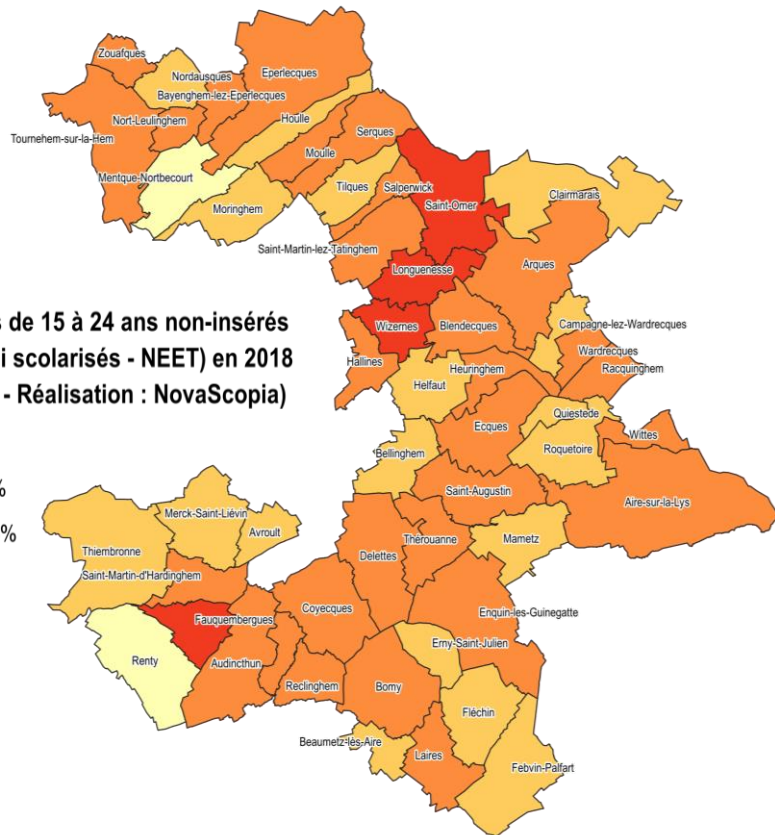 Zouafques
Nordausques
Eperlecques
Bayenghem-lez-Eperlecques
Nort-Leulinghem
Houlle
Tournehem-sur-la-Hem
Serques
Moulle
Mentque-Nortbecourt
Tilques
Salperwick
Clairmarais
Moringhem
Saint-Omer
Saint-Martin-lez-Tatinghem
Longuenesse
Arques
s de 15 à 24 ans non-insérés
i scolarisés - NEET) en 2018
- Réalisation : NovaScopia)
Wizernes
Blendecques
Campagne-lez-Wardrecques
Wardrecques
Hallines
Heuringhem
Racquinghem
Helfaut
Quiestède
Ecques
Wittes
Roquetoire
Bellinghem
%
Saint-Augustin
Aire-sur-la-Lys
Merck-Saint-Liévin
Avroult
%
Mametz
Thiembronne
Thérouanne
Delettes
Saint-Martin-d'Hardinghem
Coyecques
Enquin-les-Guinegatte
Fauquembergues
Erny-Saint-Julien
Renty
Audincthun
Reclinghem
Bomy
Fléchin
Beaumetz-lès-Aire
Laires
Febvin-Palfart